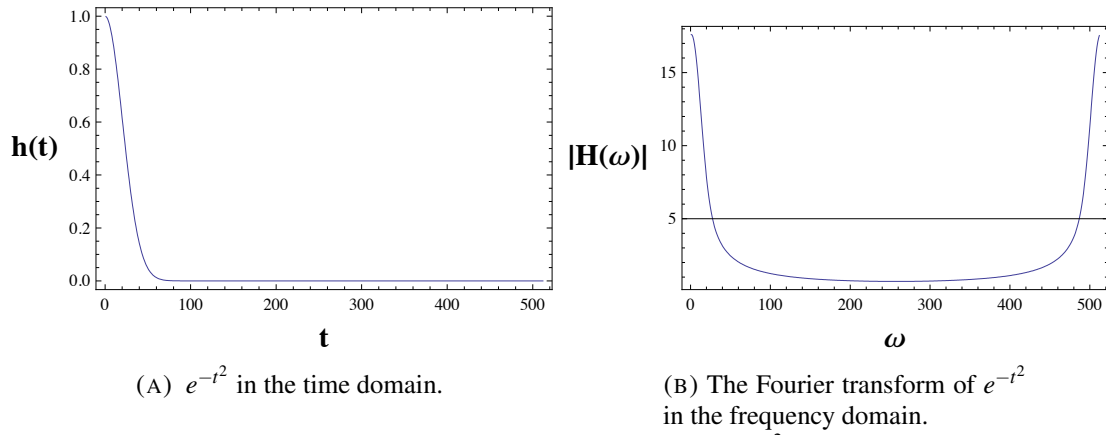 1.0
0.8
0.6
0.4
0.2
0.0
h(t)
0 100 200 300 400 500
t
(A) $e^{-t^2}$ in the time domain.
15
10
5
|H(ω)|
0 100 200 300 400 500
ω
(B) The Fourier transform of $e^{-t^2}$
in the frequency domain.